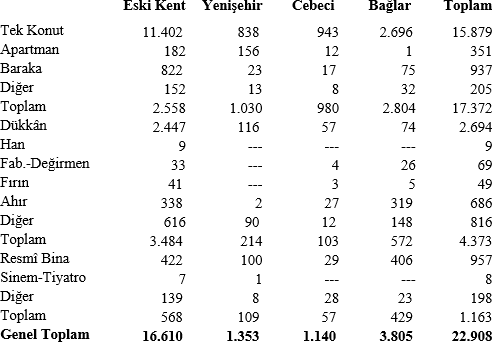 Eski Kent Yenişehir Cebeci Bağlar Toplam
Tek Konut 11.402 838 943 2.696 15.879
Apartman 182 156 12 1 351
Baraka 822 23 17 75 937
Diğer 152 13 8 32 205
Toplam 2.558 1.030 980 2.804 17.372
Dükkân 2.447 116 57 74 2.694
Han 9 --- --- --- 9
Fab.-Değirmen 33 --- 4 26 69
Fırın 41 --- 3 5 49
Ahır 338 2 27 319 686
Diğer 616 90 12 148 816
Toplam 3.484 214 103 572 4.373
Resmî Bina 422 100 29 406 957
Sinem-Tiyatro 7 1 --- --- 8
Diğer 139 8 28 23 198
Toplam 568 109 57 429 1.163
Genel Toplam 16.610 1.353 1.140 3.805 22.908